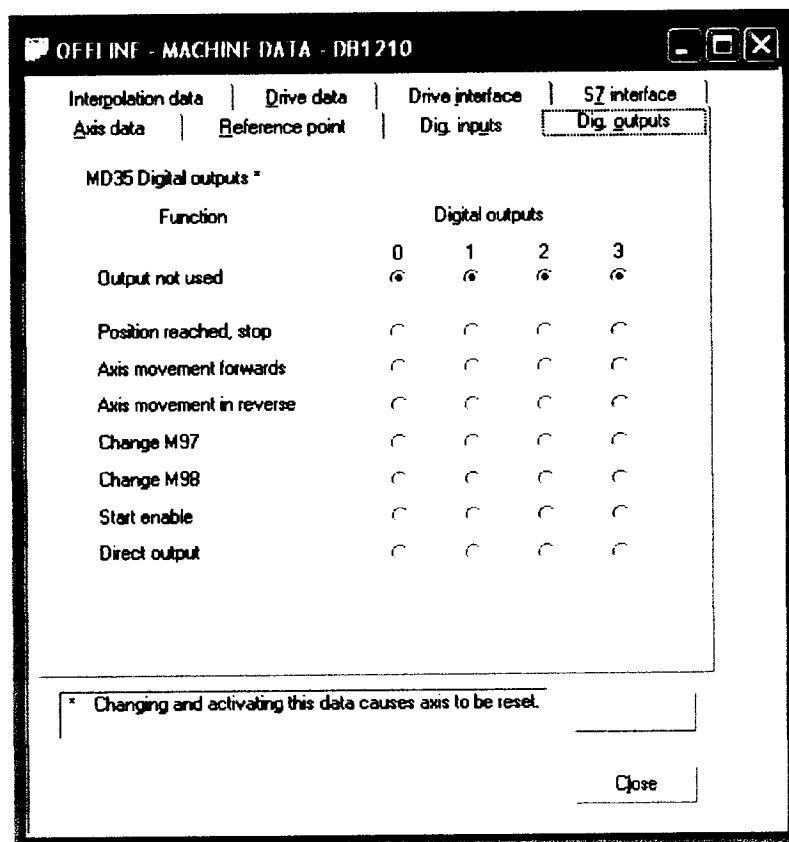 OFFLINE - MACHINE DATA - DB1210
Interpolation data Drive data Drive interface S7 interface
Axis data Reference point Dig. inputs Dig. outputs
MD35 Digital outputs *
Function Digital outputs
0 1 2 3
Output not used
Position reached, stop
Axis movement forwards
Axis movement in reverse
Change M97
Change M98
Start enable
Direct output
* Changing and activating this data causes axis to be reset.
Close